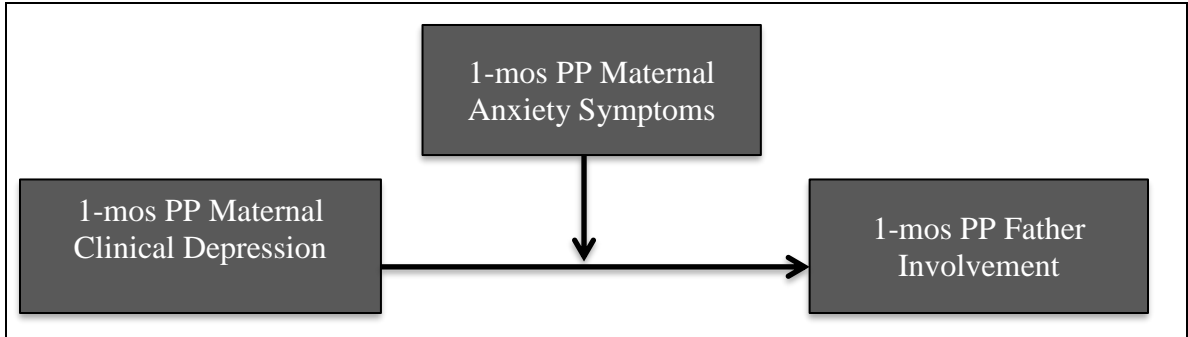 1-mos PP Maternal
Anxiety Symptoms
1-mos PP Maternal
Clinical Depression
1-mos PP Father
Involvement